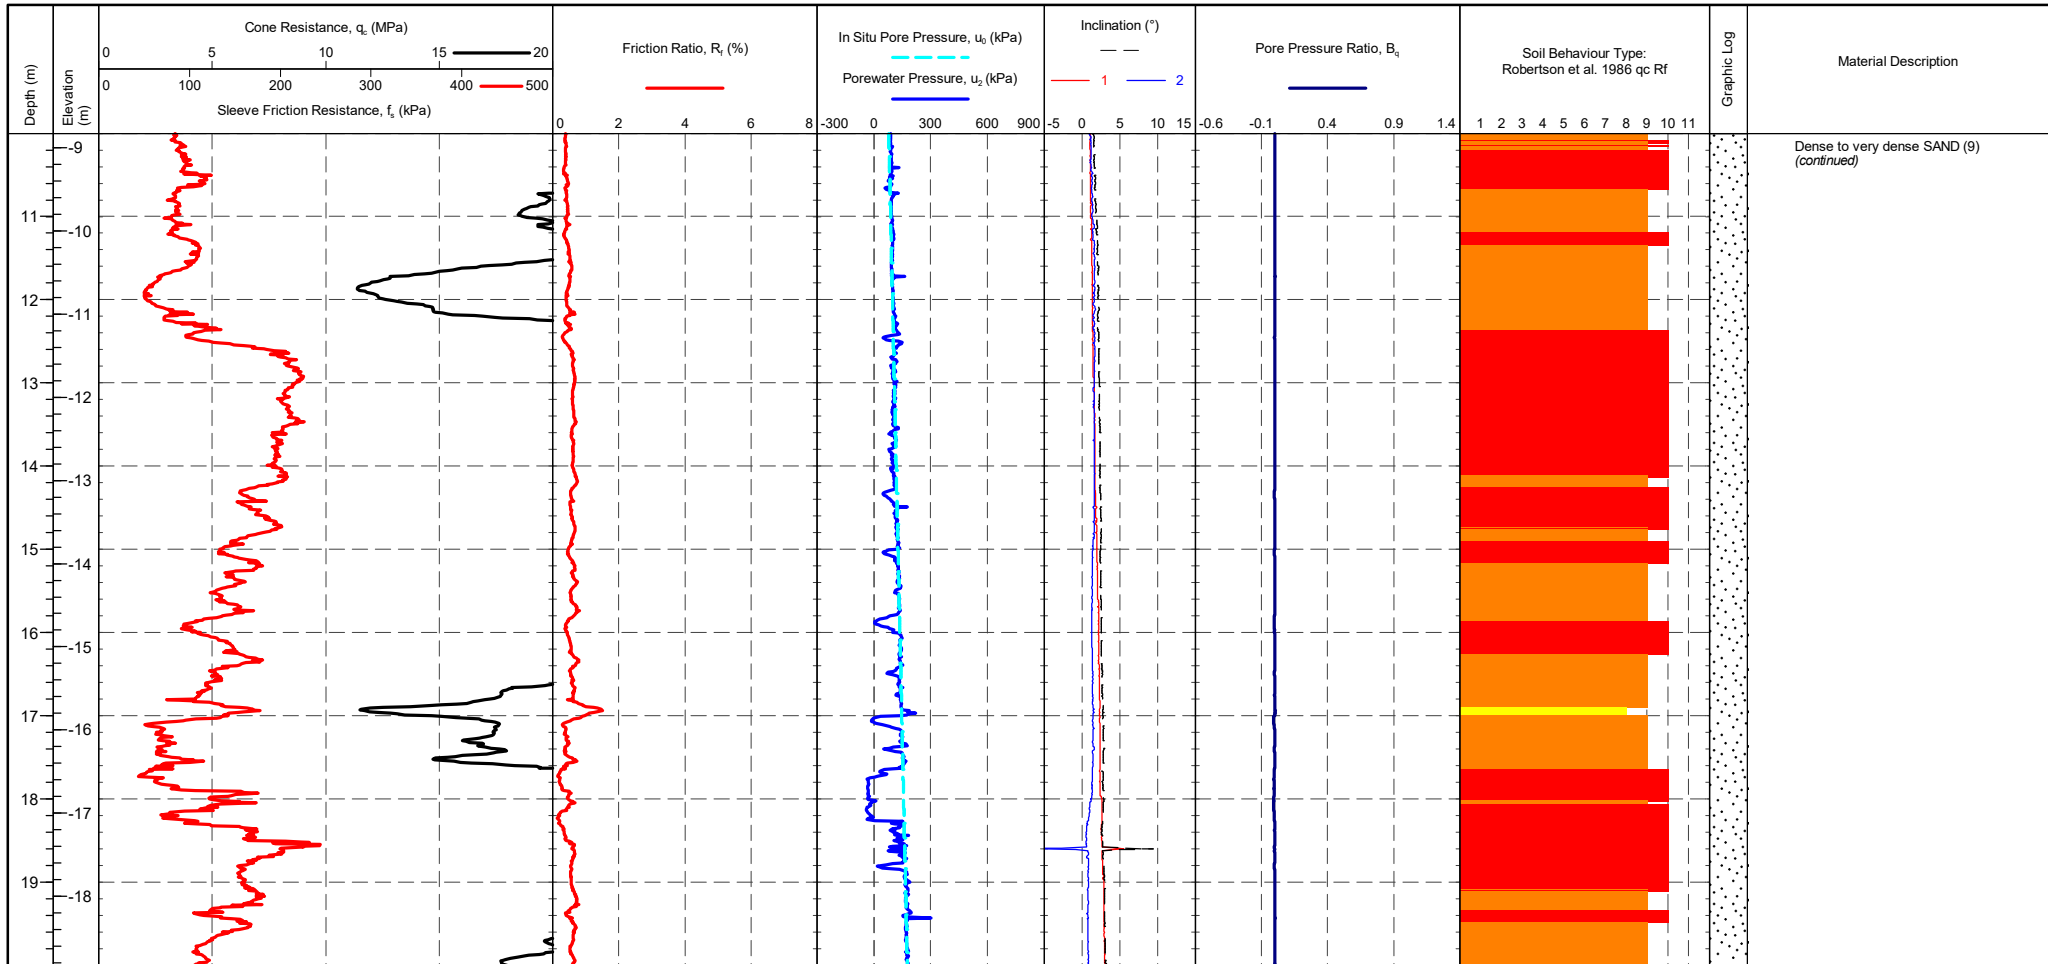 Depth (m)
Elevation
(m)
Cone Resistance, qc (MPa)
0 5 10 15 20
0 100 200 300 400 500
Sleeve Friction Resistance, fs (kPa)
Friction Ratio, Rf (%)
0 2 4 6 8
In Situ Pore Pressure, u0 (kPa)
Porewater Pressure, u2 (kPa)
-300 0 300 600 900
Inclination (°)
1 2
-5 0 5 10 15
Pore Pressure Ratio, Bq
-0.6 -0.1 0.4 0.9 1.4
Soil Behaviour Type:
Robertson et al. 1986 qc Rf
1 2 3 4 5 6 7 8 9 10 11
Graphic Log
Material Description
Dense to very dense SAND (9)
(continued)
-9
11
-10
12
-11
13
-12
14
-13
15
-14
16
-15
17
-16
18
-17
19
-18